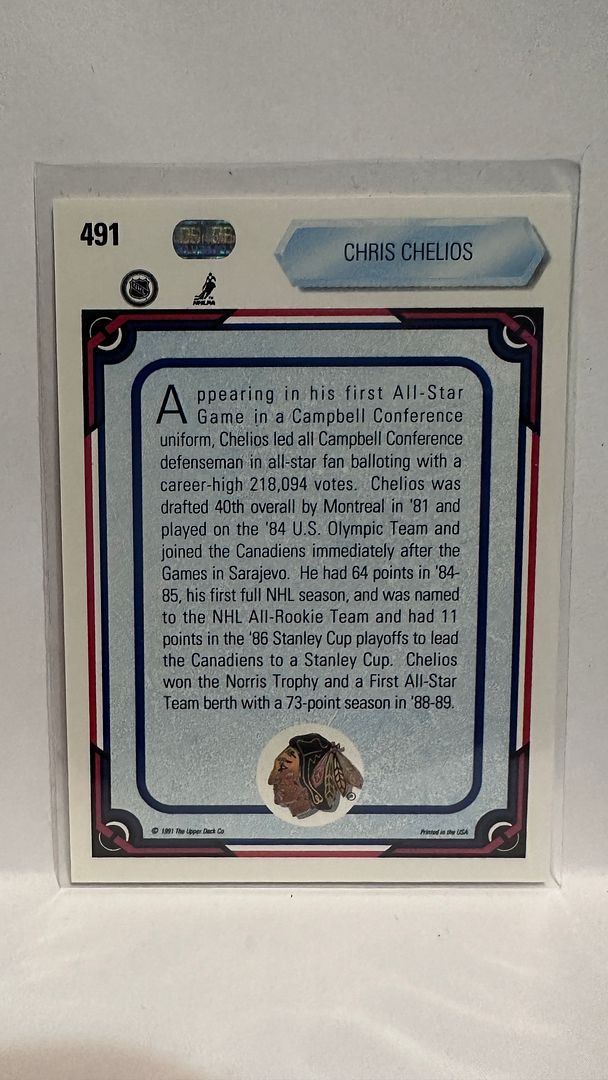 491
CHRIS CHELIOS
NHLPA
Appearing in his first All-Star
Game in a Campbell Conference
uniform, Chelios led all Campbell Conference
defenseman in all-star fan balloting with a
career-high 218,094 votes. Chelios was
drafted 40th overall by Montreal in '81 and
played on the '84 U.S. Olympic Team and
joined the Canadiens immediately after the
Games in Sarajevo. He had 64 points in '84-
85, his first full NHL season, and was named
to the NHL All-Rookie Team and had 11
points in the '86 Stanley Cup playoffs to lead
the Canadiens to a Stanley Cup. Chelios
won the Norris Trophy and a First All-Star
Team berth with a 73-point season in '88-89.
®
© 1991 The Upper Deck Co
Printed in the USA